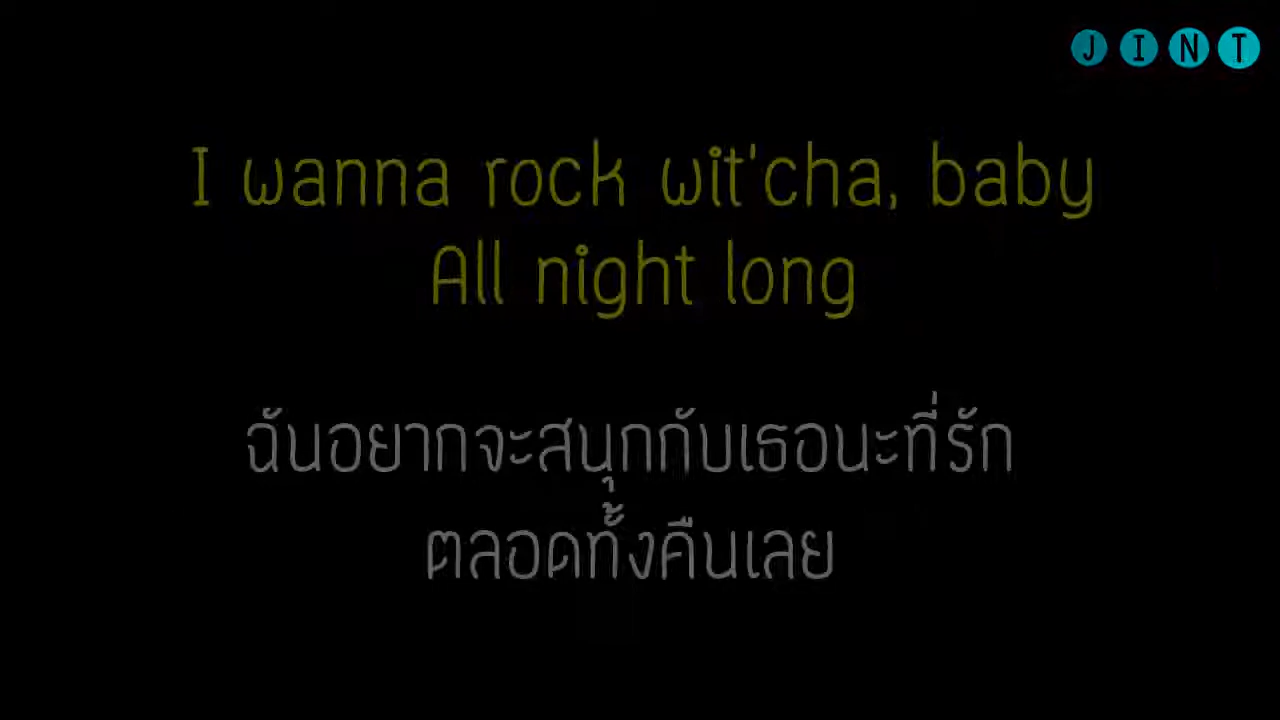 JINT
I wanna rock wit'cha, baby
All night long
ฉันอยากจะสนุกกับเธอนะที่รัก
ตลอดทั้งคืนเลย